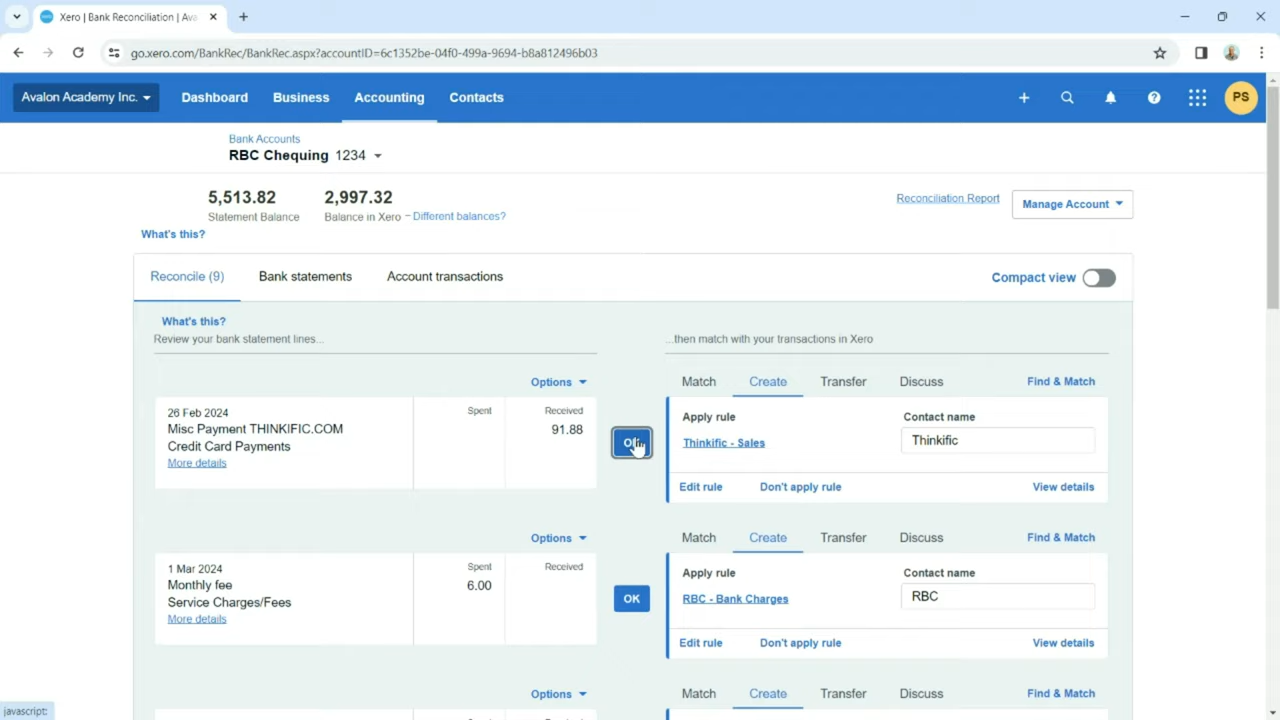 Xero | Bank Reconciliation | Ava
go.xero.com/BankRec/BankRec.aspx?accountID=6c1352be-04f0-499a-9694-b8a812496b03
Avalon Academy Inc.
Dashboard
Business
Accounting
Contacts
PS
Bank Accounts
RBC Chequing 1234
5,513.82
Statement Balance
2,997.32
Balance in Xero - Different balances?
What's this?
Reconciliation Report
Manage Account
Reconcile (9)
Bank statements
Account transactions
Compact view
What's this?
Review your bank statement lines...
...then match with your transactions in Xero
Options
Match
Create
Transfer
Discuss
Find & Match
26 Feb 2024
Misc Payment THINKIFIC.COM
Credit Card Payments
More details
Spent
Received
91.88
OK
Apply rule
Thinkific - Sales
Contact name
Thinkific
Edit rule
Don't apply rule
View details
Options
Match
Create
Transfer
Discuss
Find & Match
1 Mar 2024
Monthly fee
Service Charges/Fees
More details
Spent
6.00
Received
OK
Apply rule
RBC - Bank Charges
Contact name
RBC
Edit rule
Don't apply rule
View details
Options
Match
Create
Transfer
Discuss
Find & Match
javascript: